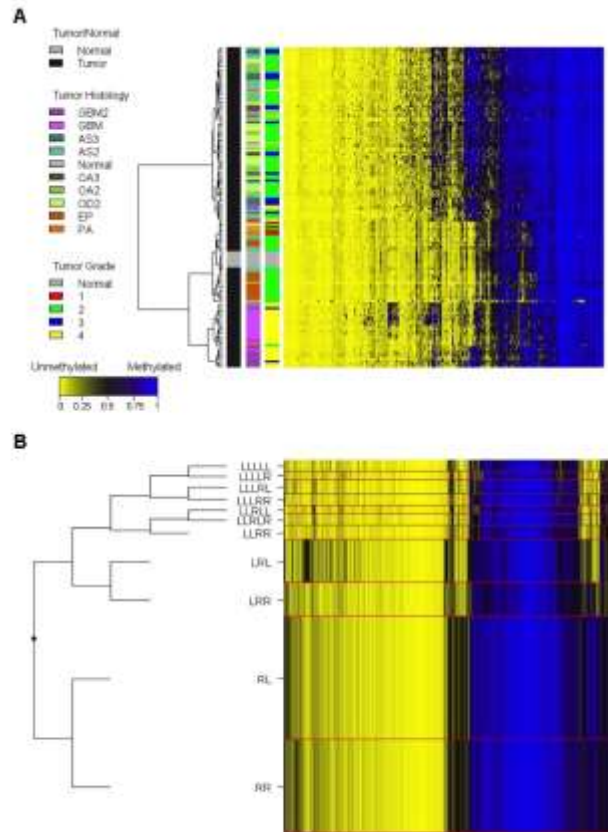 A
Tumor/Normal
Normal
Tumor
Tumor Histology
GBM2
GBM
AS3
AS2
Normal
OA3
OA2
OD2
EP
PA
Tumor Grade
Normal
1
2
3
4
Unmethylated Methylated
0 0.25 0.5 0.75 1
B
LLLLL
LLLLR
LLLRL
LLLRR
LLRLL
LLRLR
LLRR
LRL
LRR
RL
RR